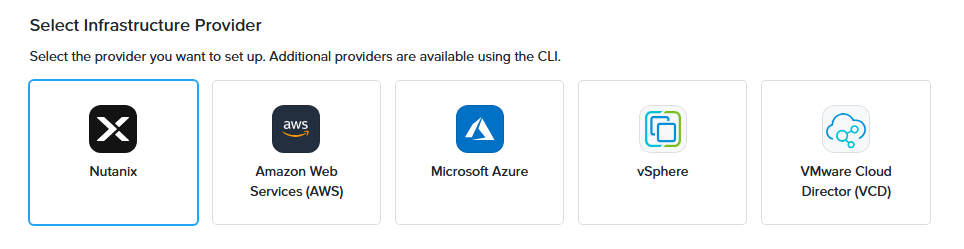 Select Infrastructure Provider
Select the provider you want to set up. Additional providers are available using the CLI.
Nutanix
aws
Amazon Web
Services (AWS)
Microsoft Azure
vSphere
VMware Cloud
Director (VCD)